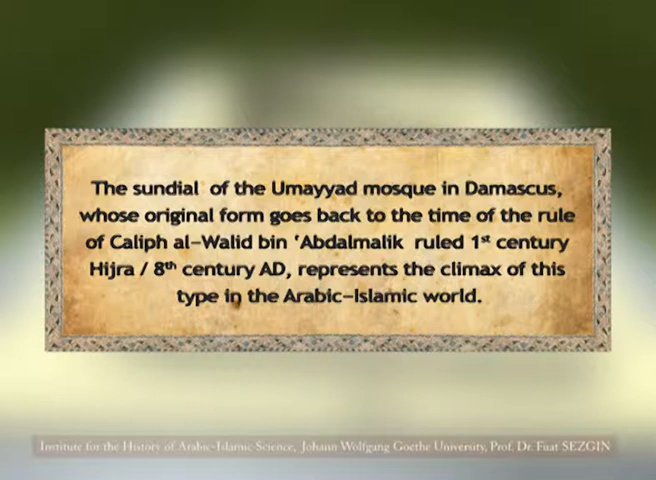 The sundial of the Umayyad mosque in Damascus,
whose original form goes back to the time of the rule
of Caliph al-Walid bin 'Abdalmalik ruled 1st century
Hijra / 8th century AD, represents the climax of this
type in the Arabic-Islamic world.
Institute for the History of Arabic-Islamic Science, Johann Wolfgang Goethe University, Prof. Dr. Fuat SEZGIN